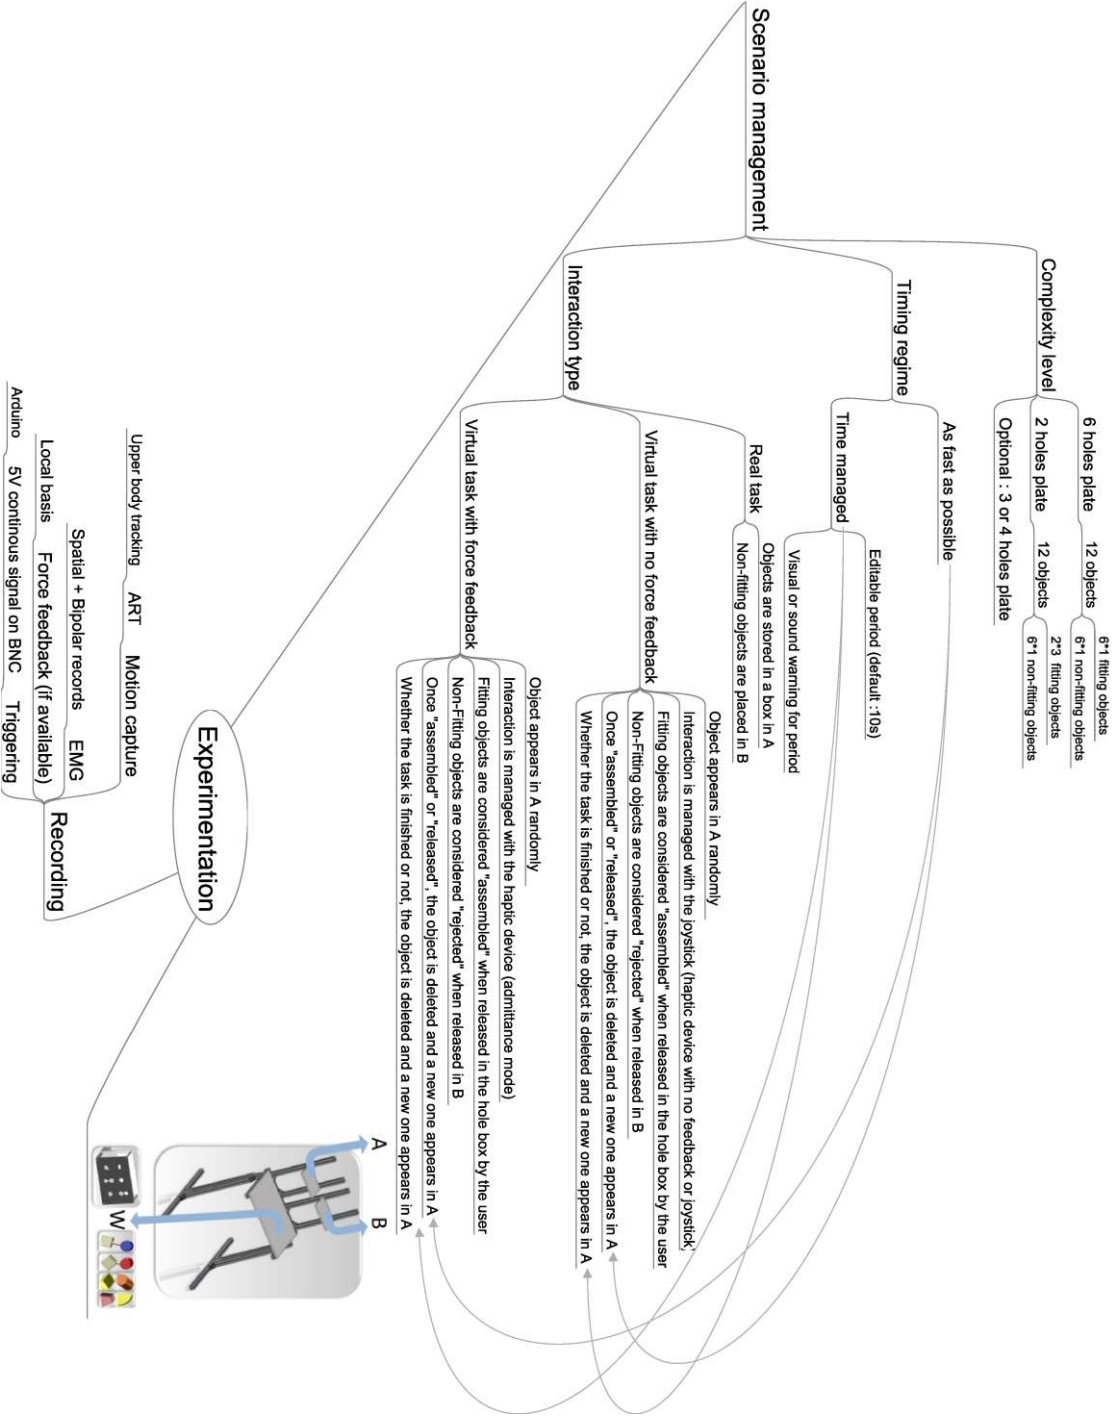 Scenario management
Complexity level
6 holes plate
12 objects
6*1 fitting objects
6*1 non-fitting objects
2 holes plate
12 objects
2*3 fitting objects
6*1 non-fitting objects
Optional : 3 or 4 holes plate
Timing regime
As fast as possible
Time managed
Editable period (default :10s)
Visual or sound warning for period
Interaction type
Real task
Objects are stored in a box in A
Non-fitting objects are placed in B
Virtual task with no force feedback
Object appears in A randomly
Interaction is managed with the joystick (haptic device with no feedback or joystick)
Fitting objects are considered "assembled" when released in the hole box by the user
Non-Fitting objects are considered "rejected" when released in B
Once "assembled" or "released", the object is deleted and a new one appears in A
Whether the task is finished or not, the object is deleted and a new one appears in A
Virtual task with force feedback
Object appears in A randomly
Interaction is managed with the haptic device (admittance mode)
Fitting objects are considered "assembled" when released in the hole box by the user
Non-Fitting objects are considered "rejected" when released in B
Once "assembled" or "released", the object is deleted and a new one appears in A
Whether the task is finished or not, the object is deleted and a new one appears in A
Experimentation
A
B
W
Upper body tracking
ART
Motion capture
Spatial + Bipolar records
EMG
Local basis
Force feedback (if available)
Arduino
5V continous signal on BNC
Triggering
Recording